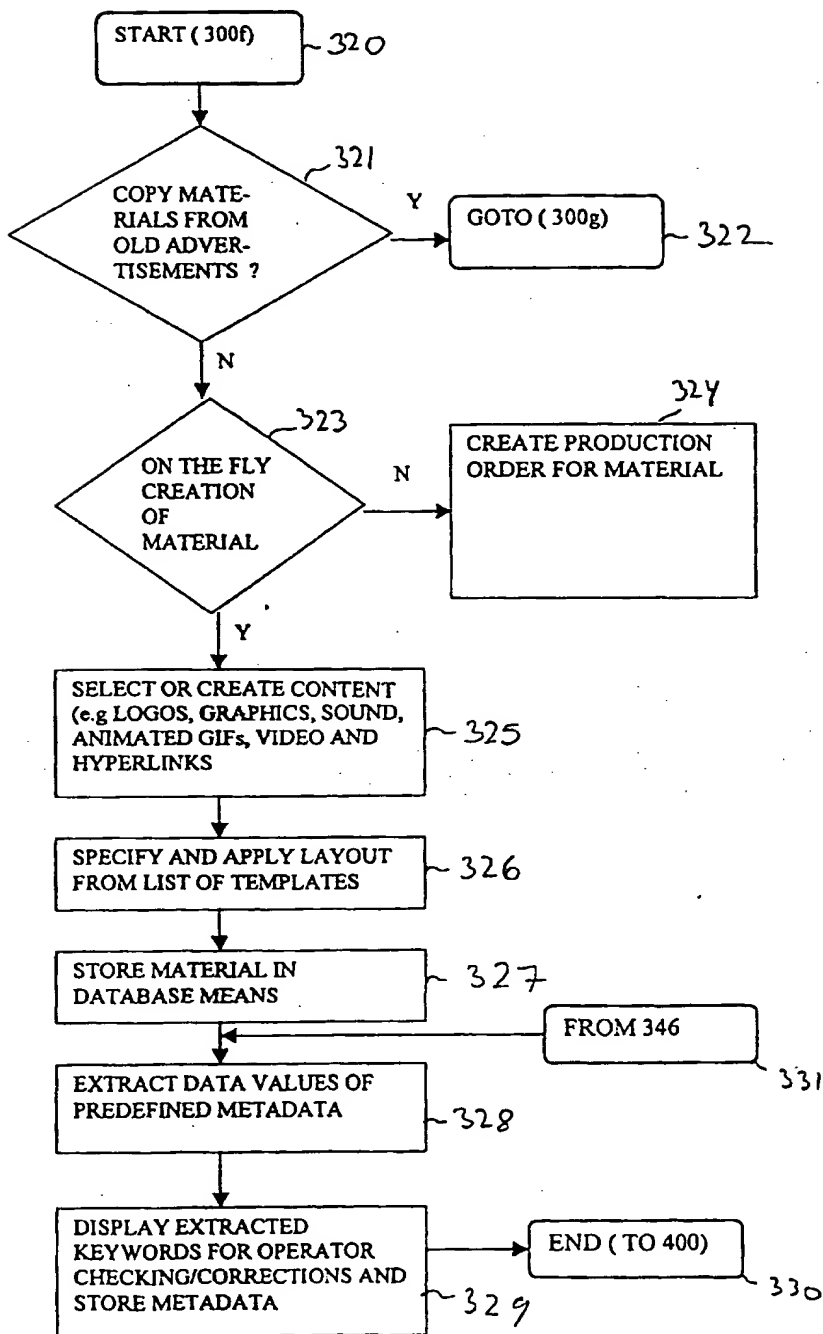 START ( 300f)
320
321
COPY MATE-
RIALS FROM
OLD ADVER-
TISEMENTS ?
Y
GOTO ( 300g)
322
N
323
ON THE FLY
CREATION
OF
MATERIAL
N
324
CREATE PRODUCTION
ORDER FOR MATERIAL
Y
SELECT OR CREATE CONTENT
(e.g LOGOS, GRAPHICS, SOUND,
ANIMATED GIFs, VIDEO AND
HYPERLINKS
325
SPECIFY AND APPLY LAYOUT
FROM LIST OF TEMPLATES
326
STORE MATERIAL IN
DATABASE MEANS
327
FROM 346
331
EXTRACT DATA VALUES OF
PREDEFINED METADATA
328
DISPLAY EXTRACTED
KEYWORDS FOR OPERATOR
CHECKING/CORRECTIONS AND
STORE METADATA
329
END ( TO 400)
330